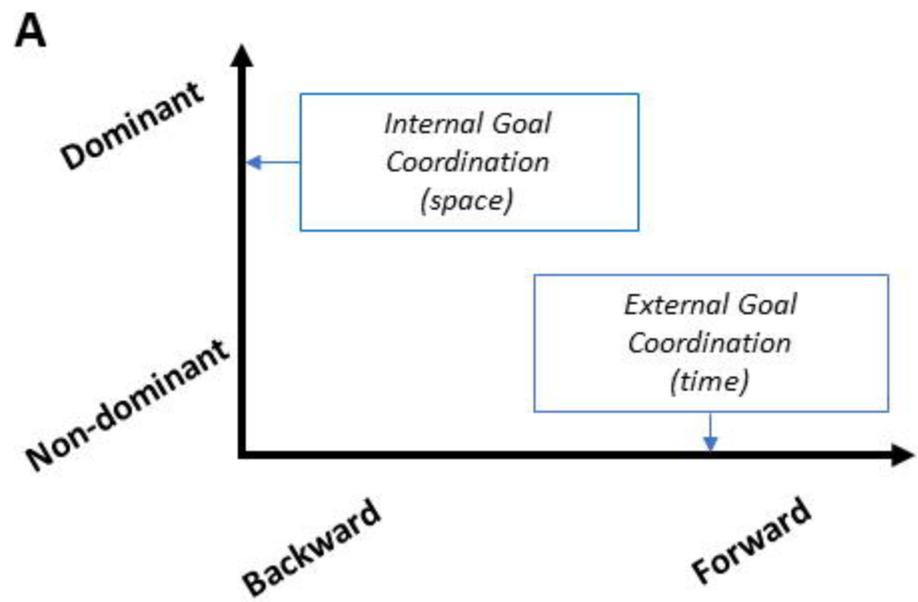 A
Dominant
Internal Goal
Coordination
(space)
External Goal
Coordination
(time)
Non-dominant
Backward
Forward